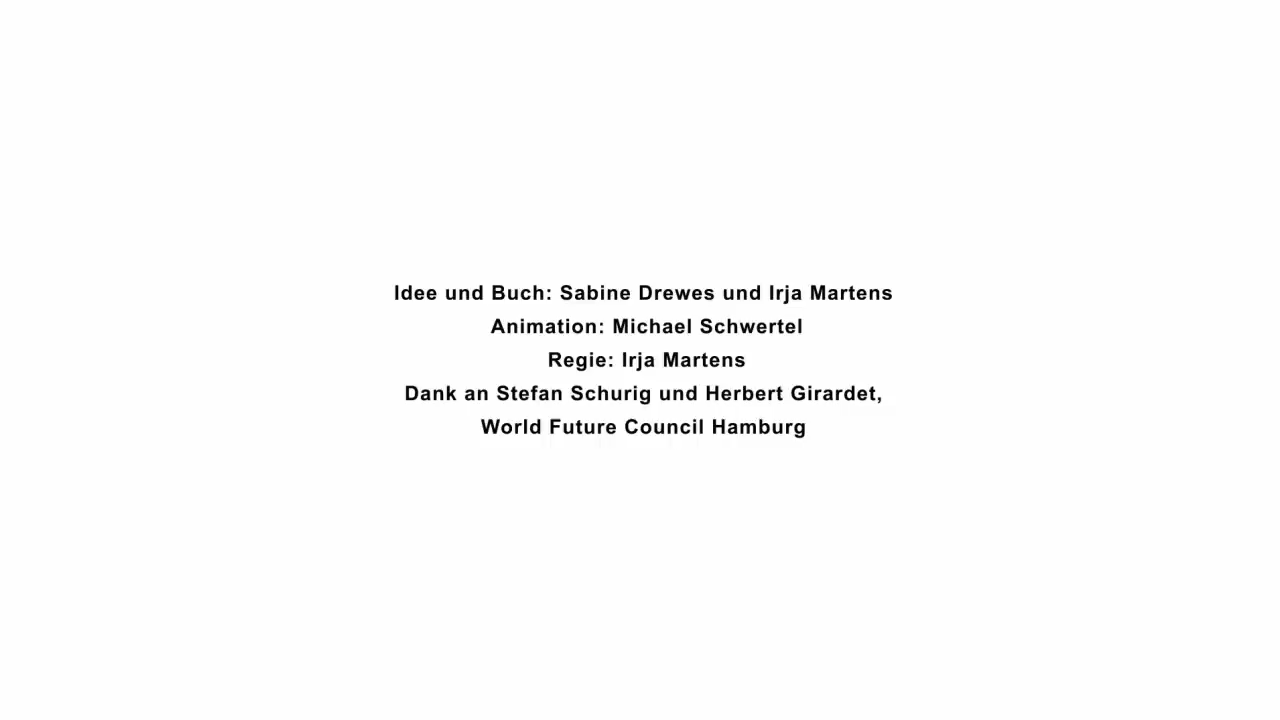 Idee und Buch: Sabine Drewes und Irja Martens
Animation: Michael Schwertel
Regie: Irja Martens
Dank an Stefan Schurig und Herbert Girardet,
World Future Council Hamburg